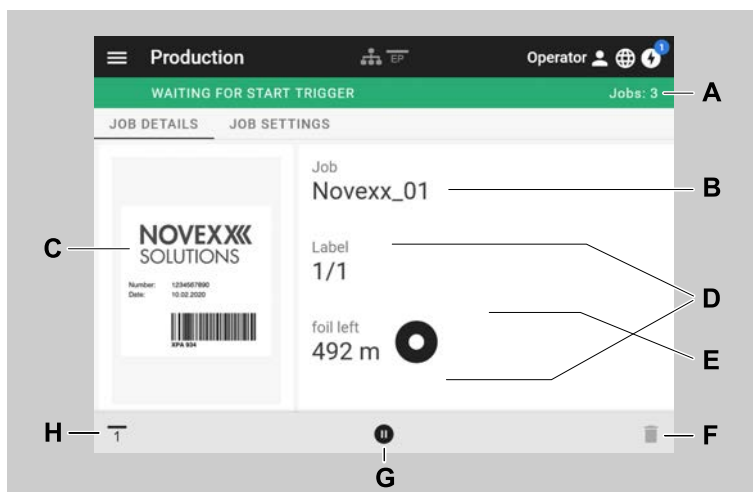 Production
EP
Operator
1
WAITING FOR START TRIGGER
Jobs: 3
A
JOB DETAILS
JOB SETTINGS
Job
Novexx_01
B
C
NOVEXX
SOLUTIONS
Number: 1234567890
Date: 10.02.2020
XPA 934
Label
1/1
D
foil left
492 m
E
H
1
G
F